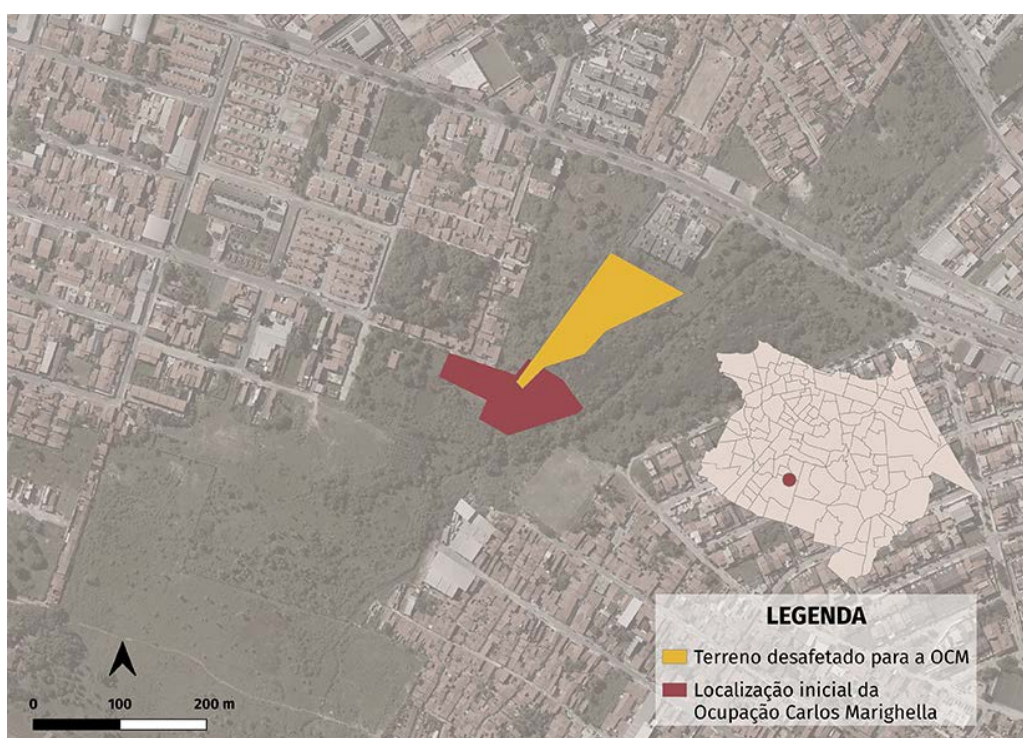 LEGENDA
Terreno desafetado para a OCM
Localização inicial da
Ocupação Carlos Marighella
0 100 200 m